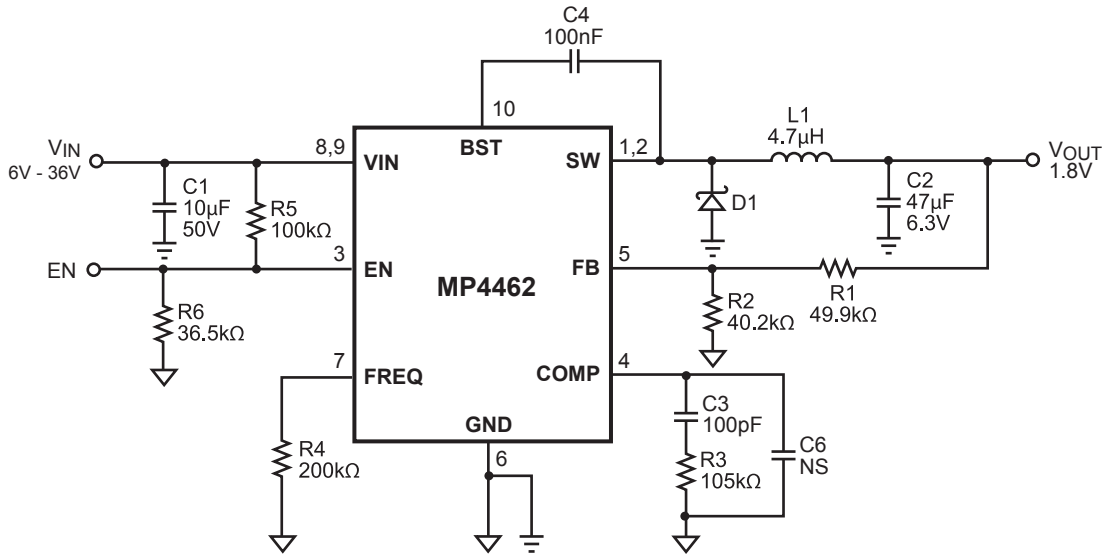 C4
100nF
10
VIN
6V - 36V
8,9
VIN
BST
SW
1,2
L1
4.7µH
VOUT
1.8V
C1
10µF
50V
R5
100kΩ
D1
C2
47µF
6.3V
EN
3
EN
MP4462
FB
5
R1
49.9kΩ
R2
40.2kΩ
R6
36.5kΩ
7
FREQ
COMP
4
GND
6
R4
200kΩ
C3
100pF
R3
105kΩ
C6
NS